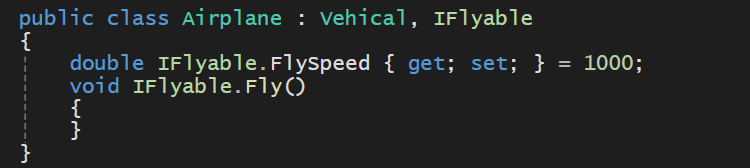 public class Airplane : Vehical, IFlyable
{
double IFlyable.FlySpeed { get; set; } = 1000;
void IFlyable.Fly()
{
}
}